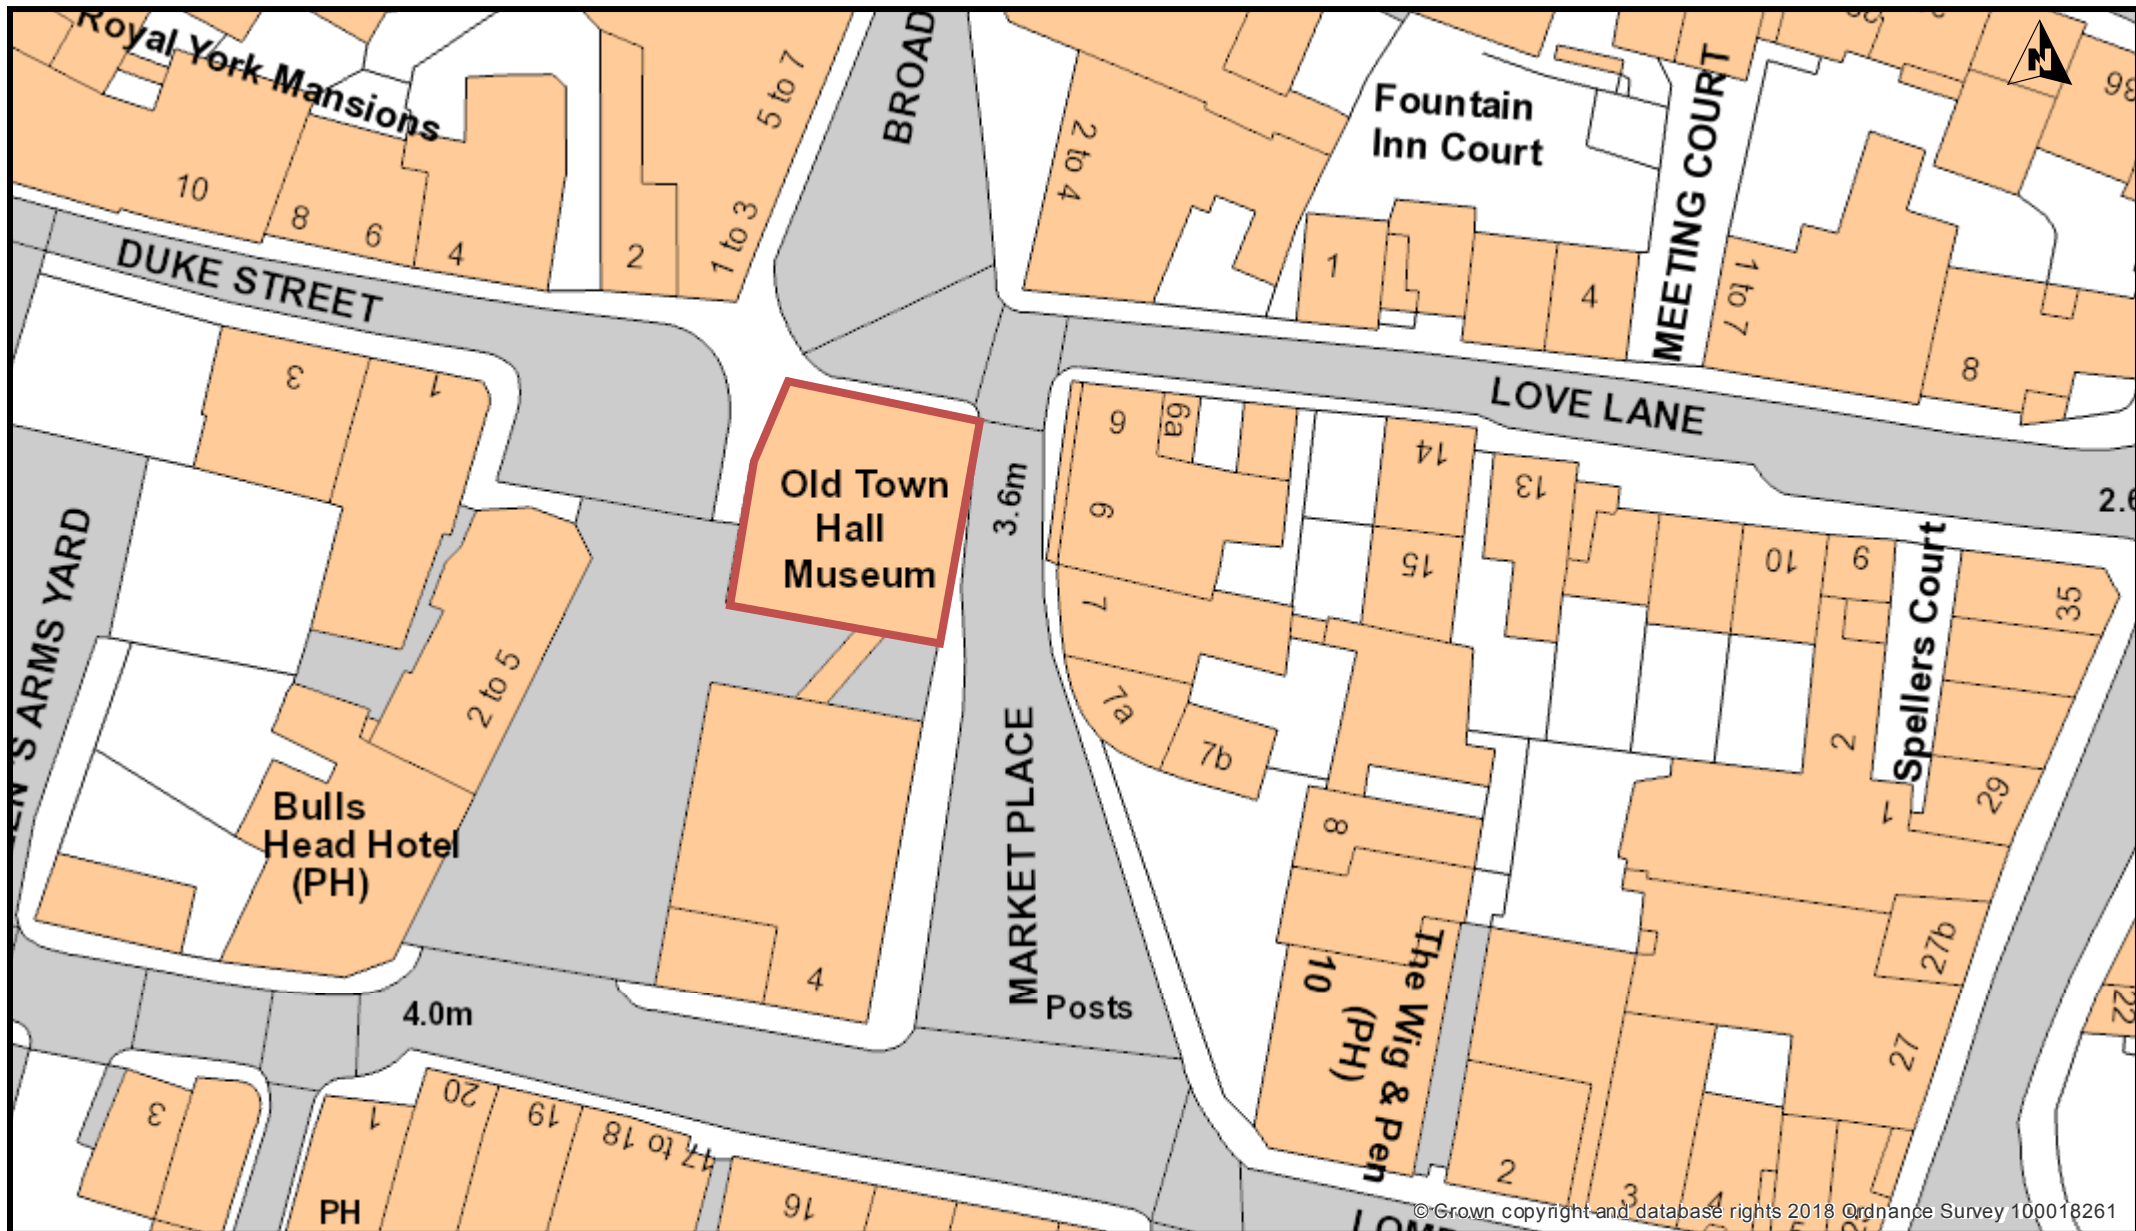 Royal York Mansions
10
8
6
4
2
5 to 7
1 to 3
BROAD
2 to 4
Fountain
Inn Court
MEETING COURT
N
1
4
1 to 7
8
DUKE STREET
3
1
LOVE LANE
Old Town
Hall
Museum
3.6m
6
6a
6
14
13
15
10
9
Spellers Court
35
7
7a
7b
2
29
1
8
2 to 5
Bulls
Head Hotel
(PH)
'S ARMS YARD
MARKET PLACE
4
4.0m
Posts
The Wig & Pen
(PH)
10
27b
27
22
3
1
20
19
17 to 18
16
PH
2
3
4
© Crown copyright and database rights 2018 Ordnance Survey 100018261